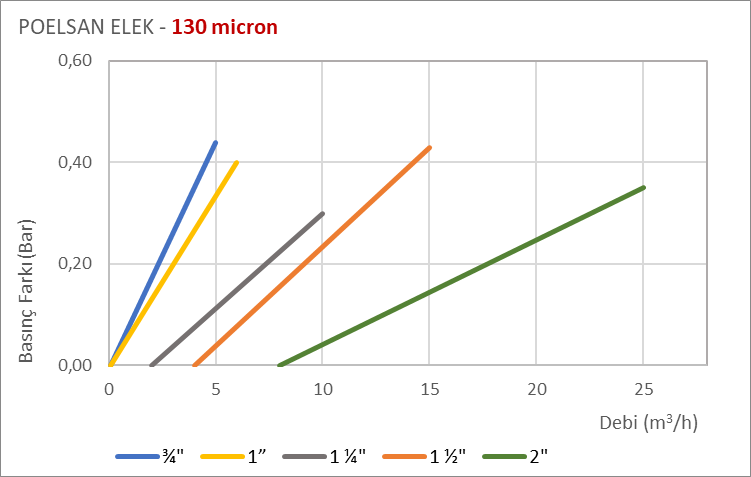 POELSAN ELEK - 130 micron
0,60
0,40
0,20
0,00
Basınç Farkı (Bar)
0 5 10 15 20 25
Debi (m³/h)
¾" 1” 1 ¼" 1 ½" 2"